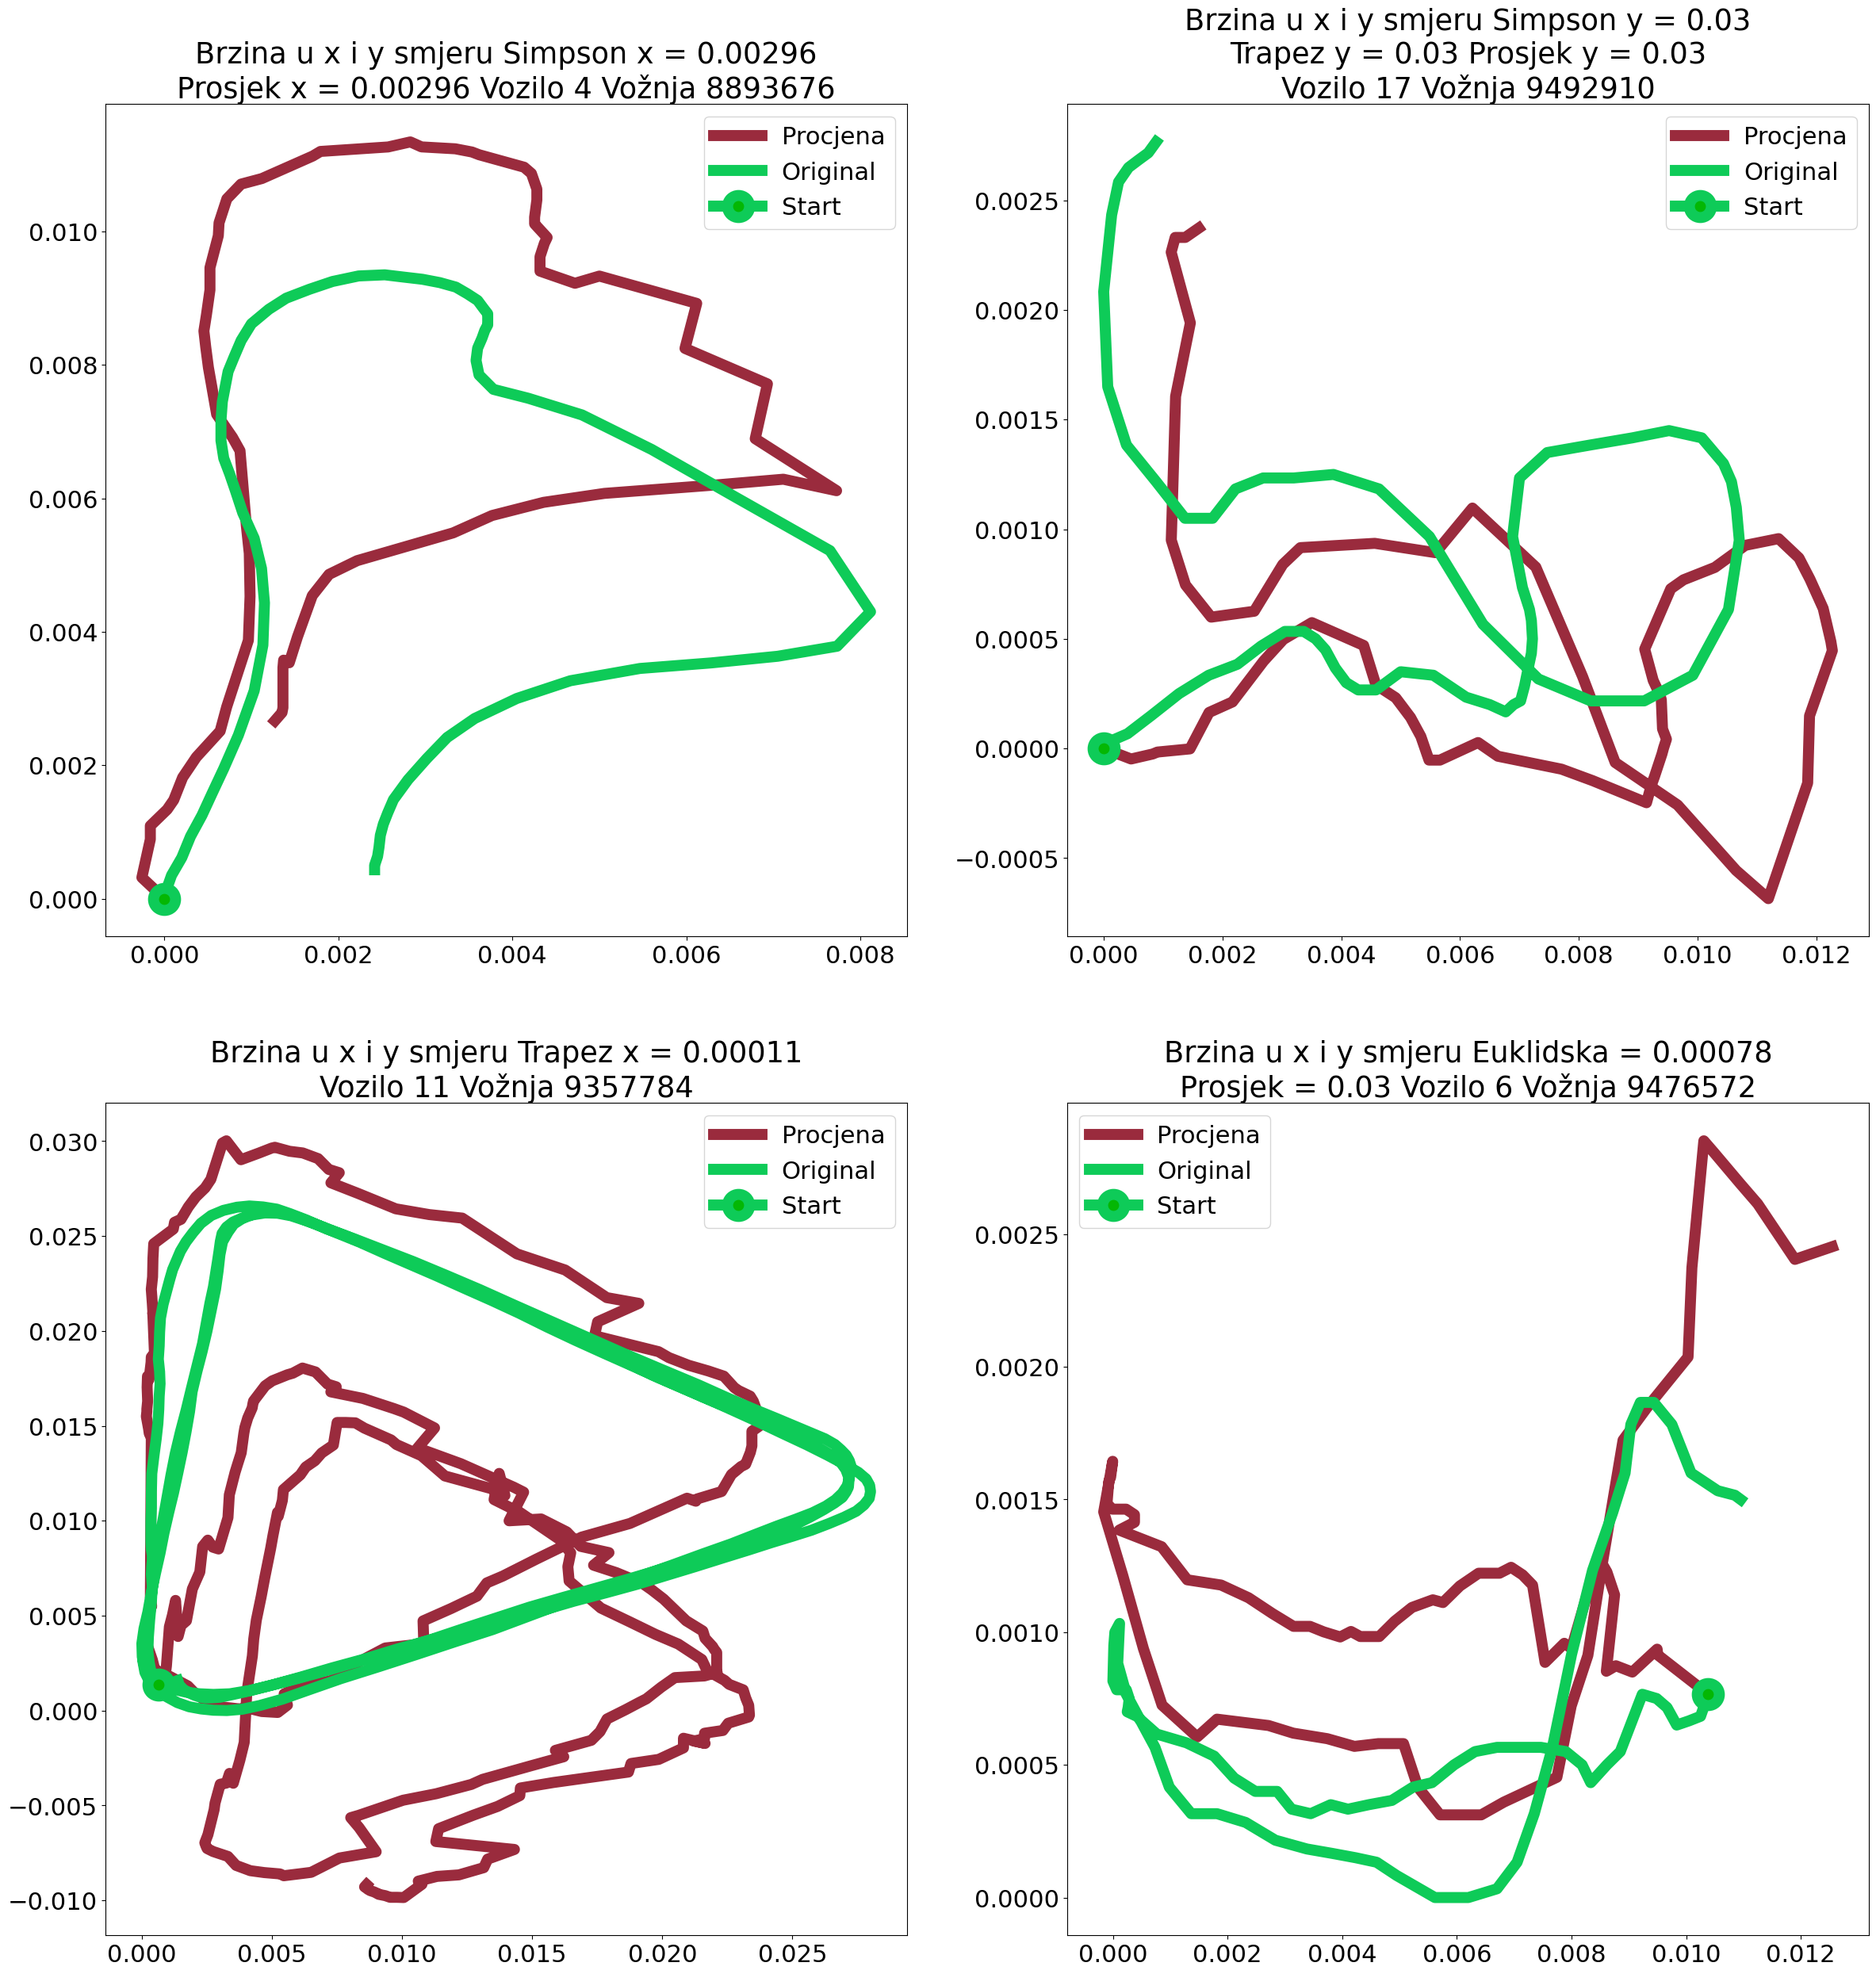 Brzina u x i y smjeru Simpson x = 0.00296
Prosjek x = 0.00296 Vozilo 4 Vožnja 8893676
Procjena
Original
Start
0.010
0.008
0.006
0.004
0.002
0.000
0.000 0.002 0.004 0.006 0.008
Brzina u x i y smjeru Simpson y = 0.03
Trapez y = 0.03 Prosjek y = 0.03
Vozilo 17 Vožnja 9492910
Procjena
Original
Start
0.0025
0.0020
0.0015
0.0010
0.0005
0.0000
−0.0005
0.000 0.002 0.004 0.006 0.008 0.010 0.012
Brzina u x i y smjeru Trapez x = 0.00011
Vozilo 11 Vožnja 9357784
Procjena
Original
Start
0.030
0.025
0.020
0.015
0.010
0.005
0.000
−0.005
−0.010
0.000 0.005 0.010 0.015 0.020 0.025
Brzina u x i y smjeru Euklidska = 0.00078
Prosjek = 0.03 Vozilo 6 Vožnja 9476572
Procjena
Original
Start
0.0025
0.0020
0.0015
0.0010
0.0005
0.0000
0.000 0.002 0.004 0.006 0.008 0.010 0.012